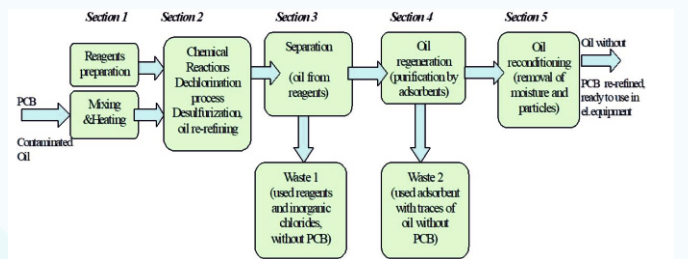 Section 1
Section 2
Section 3
Section 4
Section 5
Reagents
preparation
PCB
Contaminated
Oil
Mixing
&Heating
Chemical
Reactions
Dechlorination
process
Desulfurization,
oil re-refining
Separation
(oil from
reagents)
Oil
regeneration
(purification by
adsorbents)
Oil
reconditioning
(removal of
moisture and
particles)
Oil without
PCB re-refined,
ready to use in
el.equipment
Waste 1
(used reagents
and inorganic
chlorides,
without PCB)
Waste 2
(used adsorbent
with traces of
oil without
PCB)